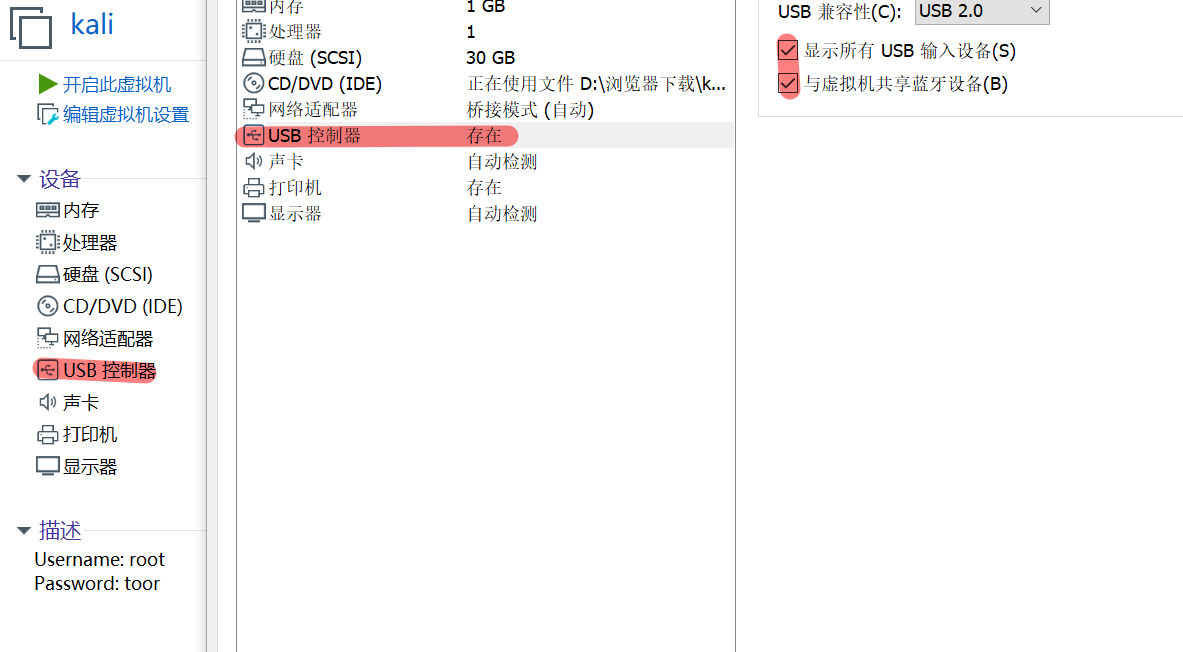 kali
开启此虚拟机
编辑虚拟机设置
设备
内存
处理器
硬盘 (SCSI)
CD/DVD (IDE)
网络适配器
USB 控制器
声卡
打印机
显示器
描述
Username: root
Password: toor
内存 1 GB
处理器 1
硬盘 (SCSI) 30 GB
CD/DVD (IDE) 正在使用文件 D:\浏览器下载\k...
网络适配器 桥接模式 (自动)
USB 控制器 存在
声卡 自动检测
打印机 存在
显示器 自动检测
USB 兼容性(C): USB 2.0
显示所有 USB 输入设备(S)
与虚拟机共享蓝牙设备(B)